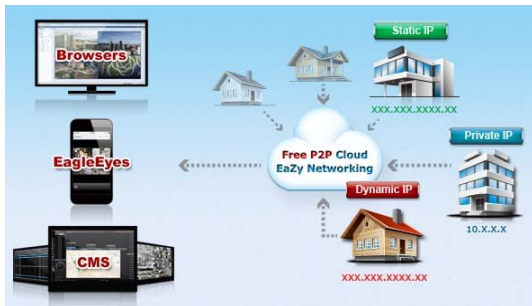 Browsers
EagleEyes
CMS
Free P2P Cloud
EaZy Networking
Static IP
XXX.XXX.XXXX.XX
Private IP
10.X.X.X
Dynamic IP
XXX.XXX.XXXX.XX